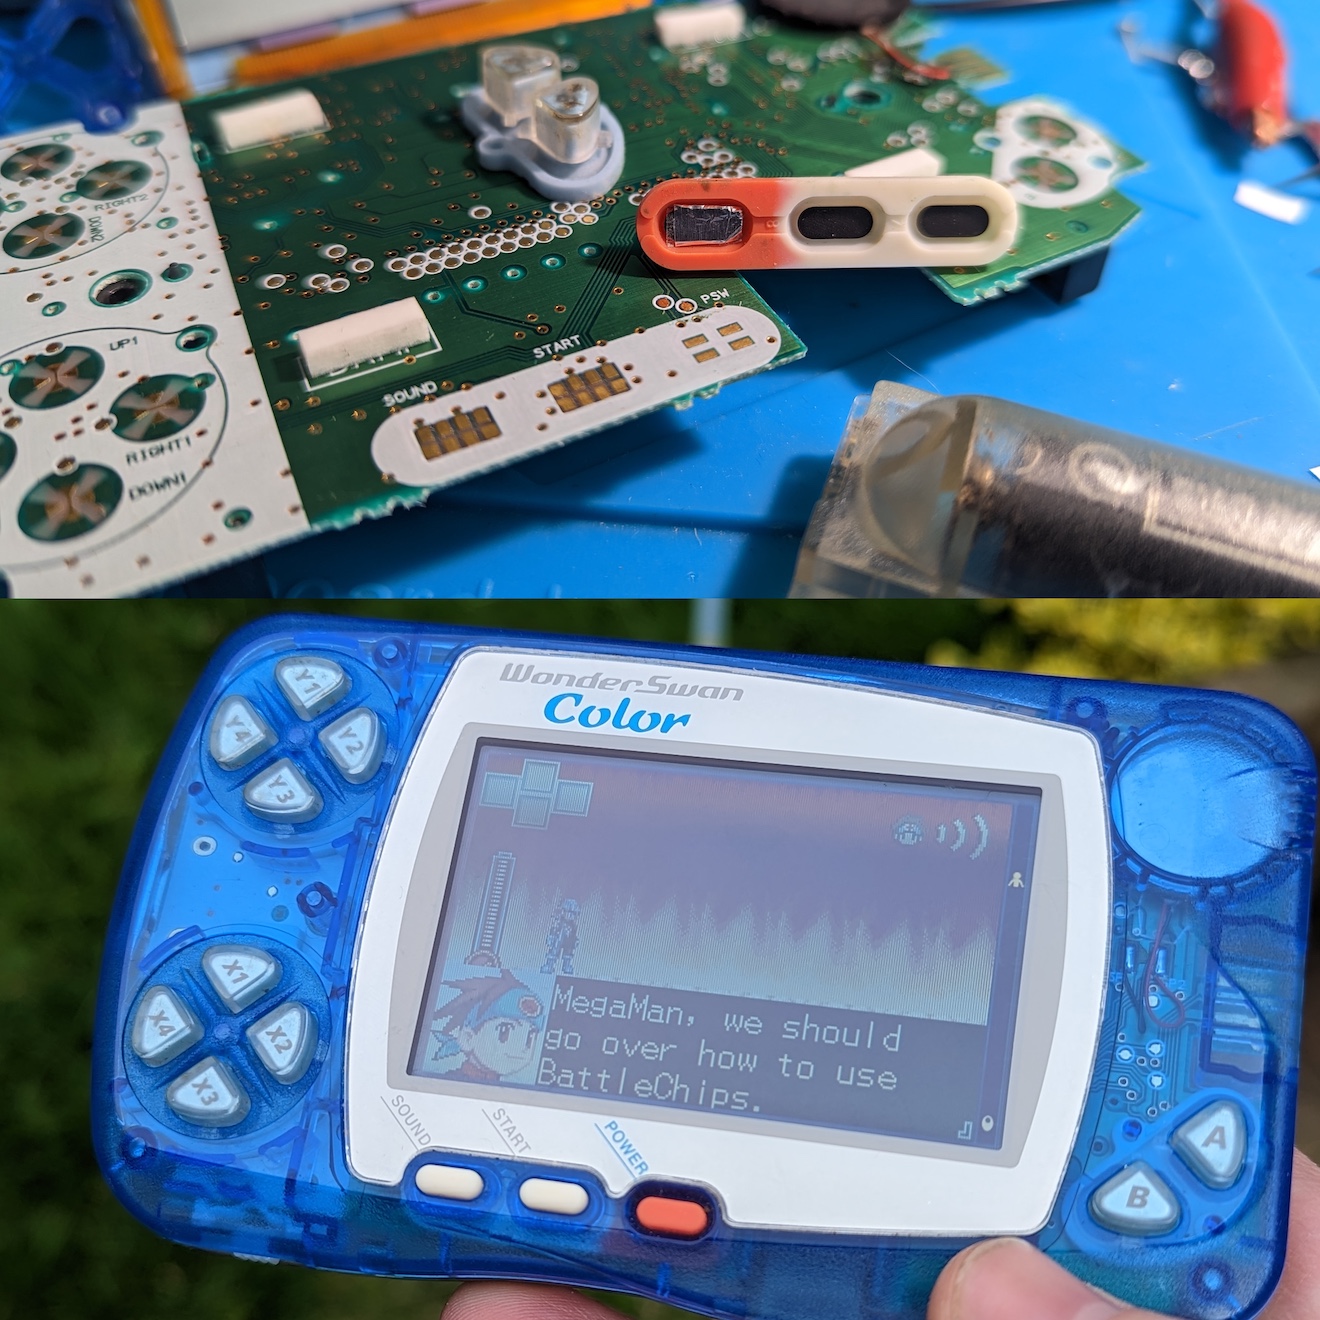 RIGHT2
DOWN2
UP1
RIGHT1
DOWN1
SOUND
START
PSW
WonderSwan
Color
Y1
Y4
Y2
Y3
X1
X4
X2
X3
MegaMan, we should
go over how to use
BattleChips.
SOUND
START
POWER
A
B